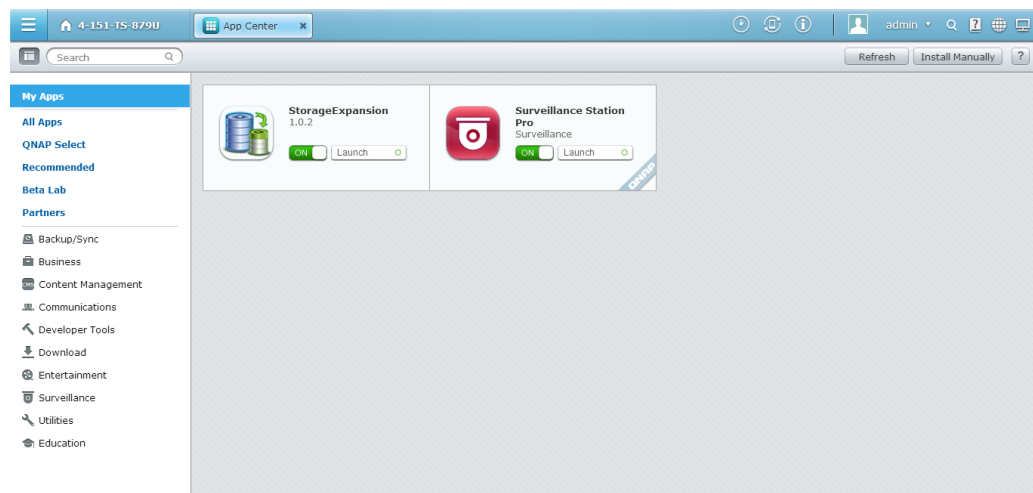 4-151-TS-879U
App Center
admin
Search
Refresh
Install Manually
?
My Apps
All Apps
QNAP Select
Recommended
Beta Lab
Partners
Backup/Sync
Business
CMS Content Management
Communications
Developer Tools
Download
Entertainment
Surveillance
Utilities
Education
StorageExpansion
1.0.2
ON Launch
Surveillance Station
Pro
Surveillance
ON Launch
QNAP